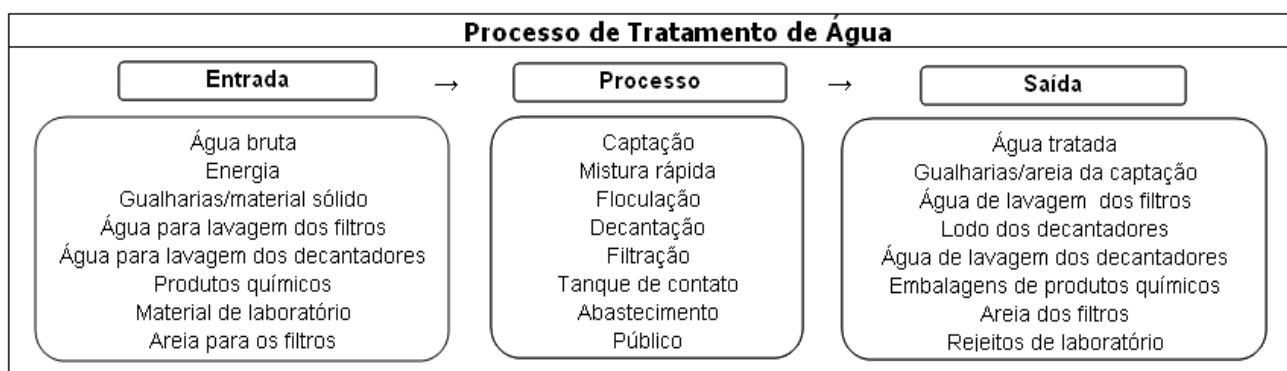 Processo de Tratamento de Água
Entrada → Processo → Saída
Água bruta
Energia
Gualharias/material sólido
Água para lavagem dos filtros
Água para lavagem dos decantadores
Produtos químicos
Material de laboratório
Areia para os filtros
Captação
Mistura rápida
Floculação
Decantação
Filtração
Tanque de contato
Abastecimento
Público
Água tratada
Gualharias/areia da captação
Água de lavagem dos filtros
Lodo dos decantadores
Água de lavagem dos decantadores
Embalagens de produtos químicos
Areia dos filtros
Rejeitos de laboratório